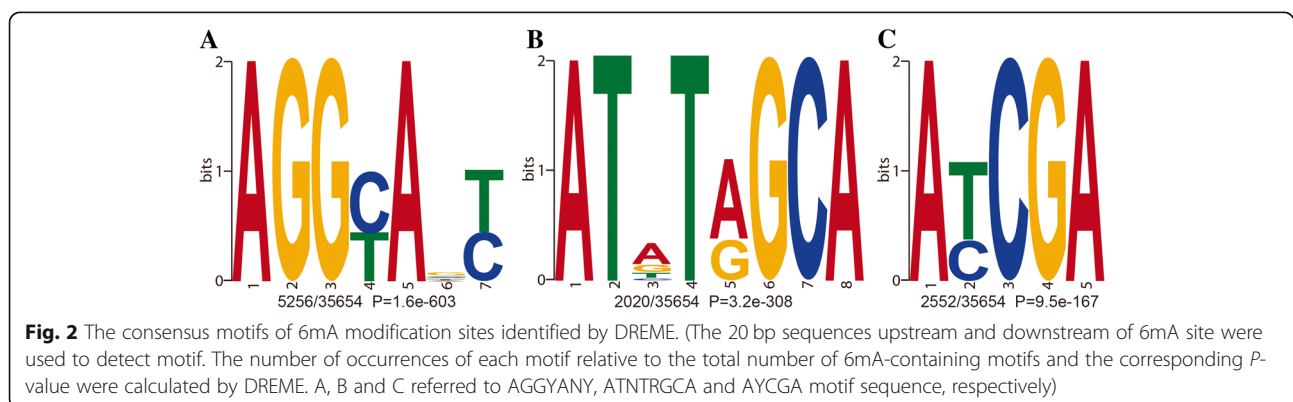 A
B
C
2
bits
1
0
AGGCTATC
1 2 3 4 5 6 7
5256/35654 P=1.6e-603
2
bits
1
0
ATAGTAGGCA
1 2 3 4 5 6 7 8
2020/35654 P=3.2e-308
2
bits
1
0
ATCCGA
1 2 3 4 5
2552/35654 P=9.5e-167
Fig. 2 The consensus motifs of 6mA modification sites identified by DREME. (The 20 bp sequences upstream and downstream of 6mA site were
used to detect motif. The number of occurrences of each motif relative to the total number of 6mA-containing motifs and the corresponding P-
value were calculated by DREME. A, B and C referred to AGGYANY, ATNTRGCA and AYCGA motif sequence, respectively)